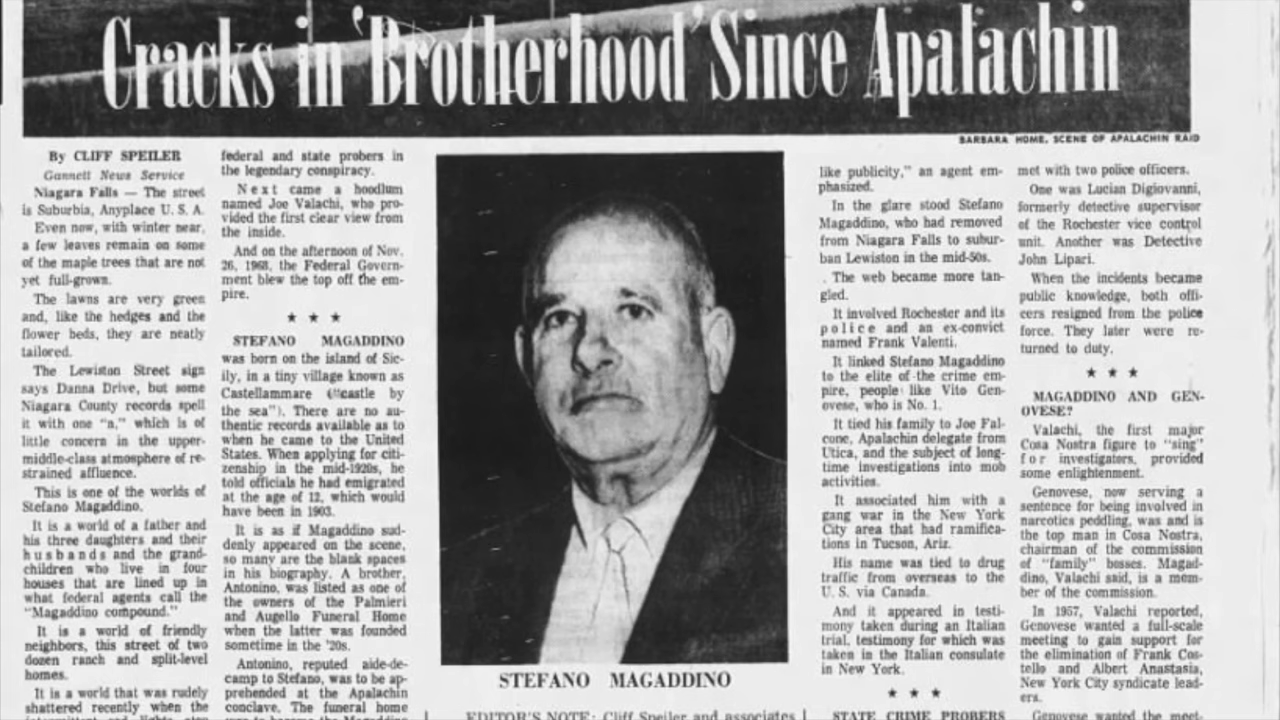 Cracks in 'Brotherhood' Since Apalachin
BARBARA HOME, SCENE OF APALACHIN RAID
By CLIFF SPEILER
Gannett News Service
Niagara Falls — The street
is Suburbia, Anyplace U. S. A.
Even now, with winter near,
a few leaves remain on some
of the maple trees that are not
yet full-grown.
The lawns are very green
and, like the hedges and the
flower beds, they are neatly
tailored.
The Lewiston Street sign
says Danna Drive, but some
Niagara County records spell
it with one "n," which is of
little concern in the upper-
middle-class atmosphere of re-
strained affluence.
This is one of the worlds of
Stefano Magaddino.
It is a world of a father and
his three daughters and their
husbands and the grand-
children who live in four
houses that are lined up in
what federal agents call the
"Magaddino compound."
It is a world of friendly
neighbors, this street of two
dozen ranch and split-level
homes.
It is a world that was rudely
shattered recently when the
federal and state probers in
the legendary conspiracy.
Next came a hoodlum
named Joe Valachi, who pro-
vided the first clear view from
the inside.
And on the afternoon of Nov.
26, 1968, the Federal Govern-
ment blew the top off the em-
pire.
★ ★ ★
STEFANO MAGADDINO
was born on the island of Sic-
ily, in a tiny village known as
Castellammare ("castle by
the sea"). There are no au-
thentic records available as to
when he came to the United
States. When applying for citi-
zenship in the mid-1920s, he
told officials he had emigrated
at the age of 12, which would
have been in 1903.
It is as if Magaddino sud-
denly appeared on the scene,
so many are the blank spaces
in his biography. A brother,
Antonino, was listed as one of
the owners of the Palmieri
and Augello Funeral Home
when the latter was founded
sometime in the '20s.
Antonino, reputed aide-de-
camp to Stefano, was to be ap-
prehended at the Apalachin
conclave. The funeral home
STEFANO MAGADDINO
EDITOR'S NOTE: Cliff Speiler and associates
like publicity," an agent em-
phasized.
In the glare stood Stefano
Magaddino, who had removed
from Niagara Falls to subur-
ban Lewiston in the mid-50s.
The web became more tan-
gled.
It involved Rochester and its
police and an ex-convict
named Frank Valenti.
It linked Stefano Magaddino
to the elite of the crime em-
pire, people like Vito Gen-
ovese, who is No. 1.
It tied his family to Joe Fal-
cone, Apalachin delegate from
Utica, and the subject of long-
time investigations into mob
activities.
It associated him with a
gang war in the New York
City area that had ramifica-
tions in Tucson, Ariz.
His name was tied to drug
traffic from overseas to the
U. S. via Canada.
And it appeared in testi-
mony taken during an Italian
trial, testimony for which was
taken in the Italian consulate
in New York.
★ ★ ★
STATE CRIME PROBERS
met with two police officers.
One was Lucian Digiovanni,
formerly detective supervisor
of the Rochester vice control
unit. Another was Detective
John Lipari.
When the incidents became
public knowledge, both offi-
cers resigned from the police
force. They later were re-
turned to duty.
★ ★ ★
MAGADDINO AND GEN-
OVESE?
Valachi, the first major
Cosa Nostra figure to "sing"
for investigators, provided
some enlightenment.
Genovese, now serving a
sentence for being involved in
narcotics peddling, was and is
the top man in Cosa Nostra,
chairman of the commission
of "family" bosses. Magad-
dino, Valachi said, is a mem-
ber of the commission.
In 1957, Valachi reported,
Genovese wanted a full-scale
meeting to gain support for
the elimination of Frank Cos-
tello and Albert Anastasia,
New York City syndicate lead-
ers.
Genovese wanted the meet-